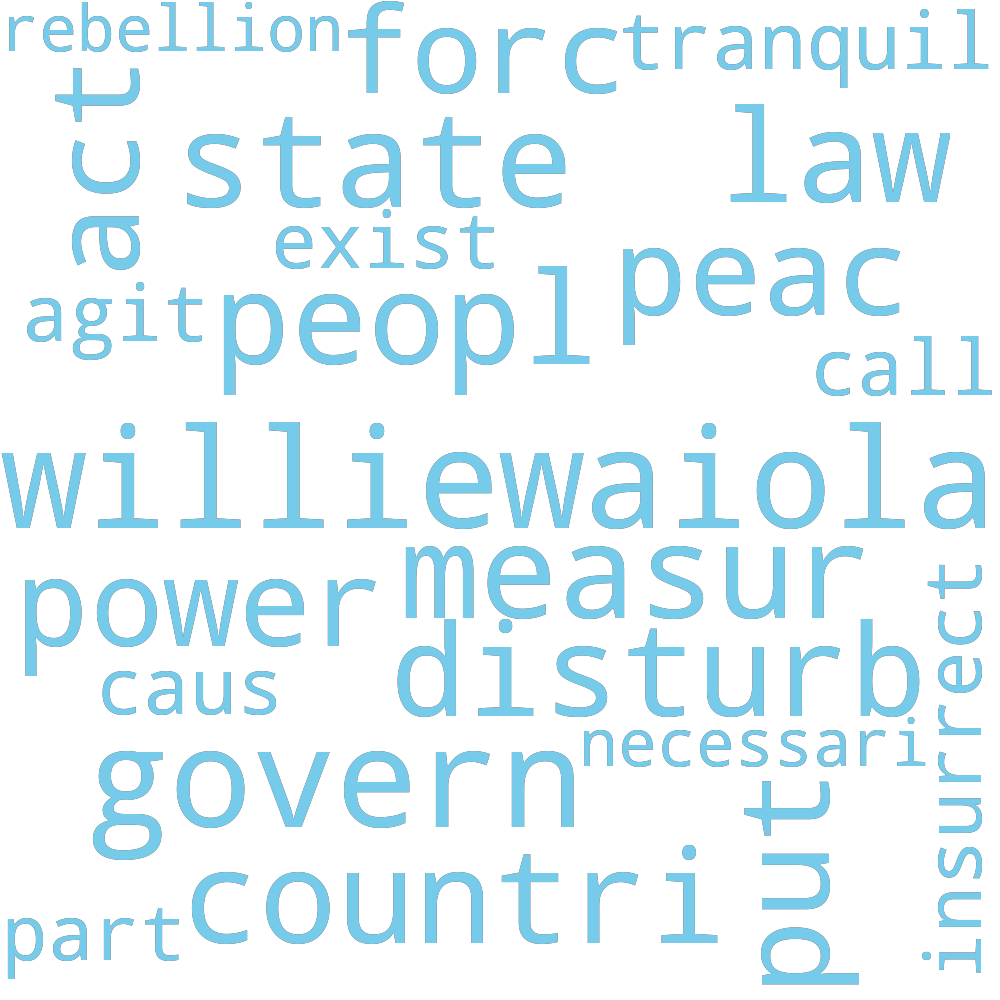 rebellion
forc
tranquil
act
state
law
exist
peac
agit
peopl
call
williewaiola
measur
power
insurrect
disturb
caus
necessari
govern
put
countri
part